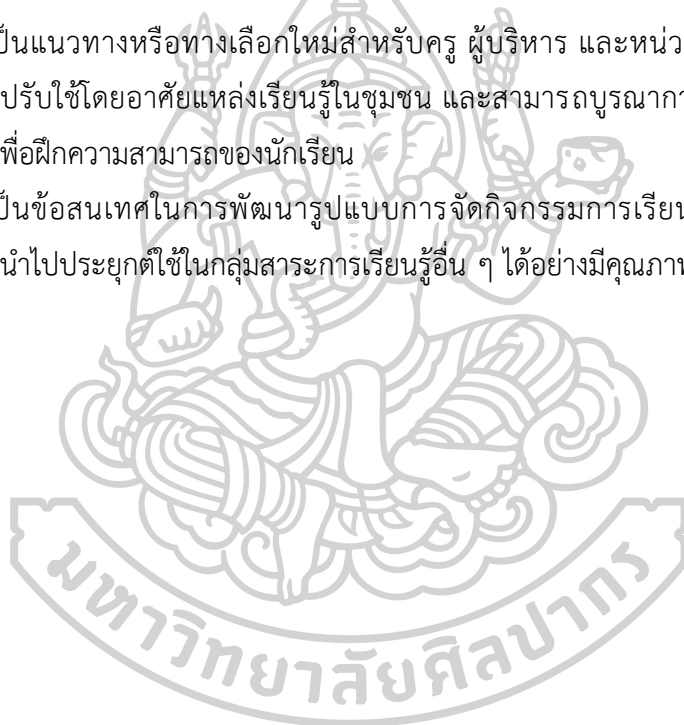 ป็นแนวทางหรือทางเลือกใหม่สำหรับครู ผู้บริหาร และหน่ว
ปรับใช้โดยอาศัยแหล่งเรียนรู้ในชุมชน และสามารถบูรณากา
พื่อฝึกความสามารถของนักเรียน
ป็นข้อสนเทศในการพัฒนารูปแบบการจัดกิจกรรมการเรียน
นำไปประยุกต์ใช้ในกลุ่มสาระการเรียนรู้อื่น ๆ ได้อย่างมีคุณภาพ
มหาวิทยาลัยศิลปากร